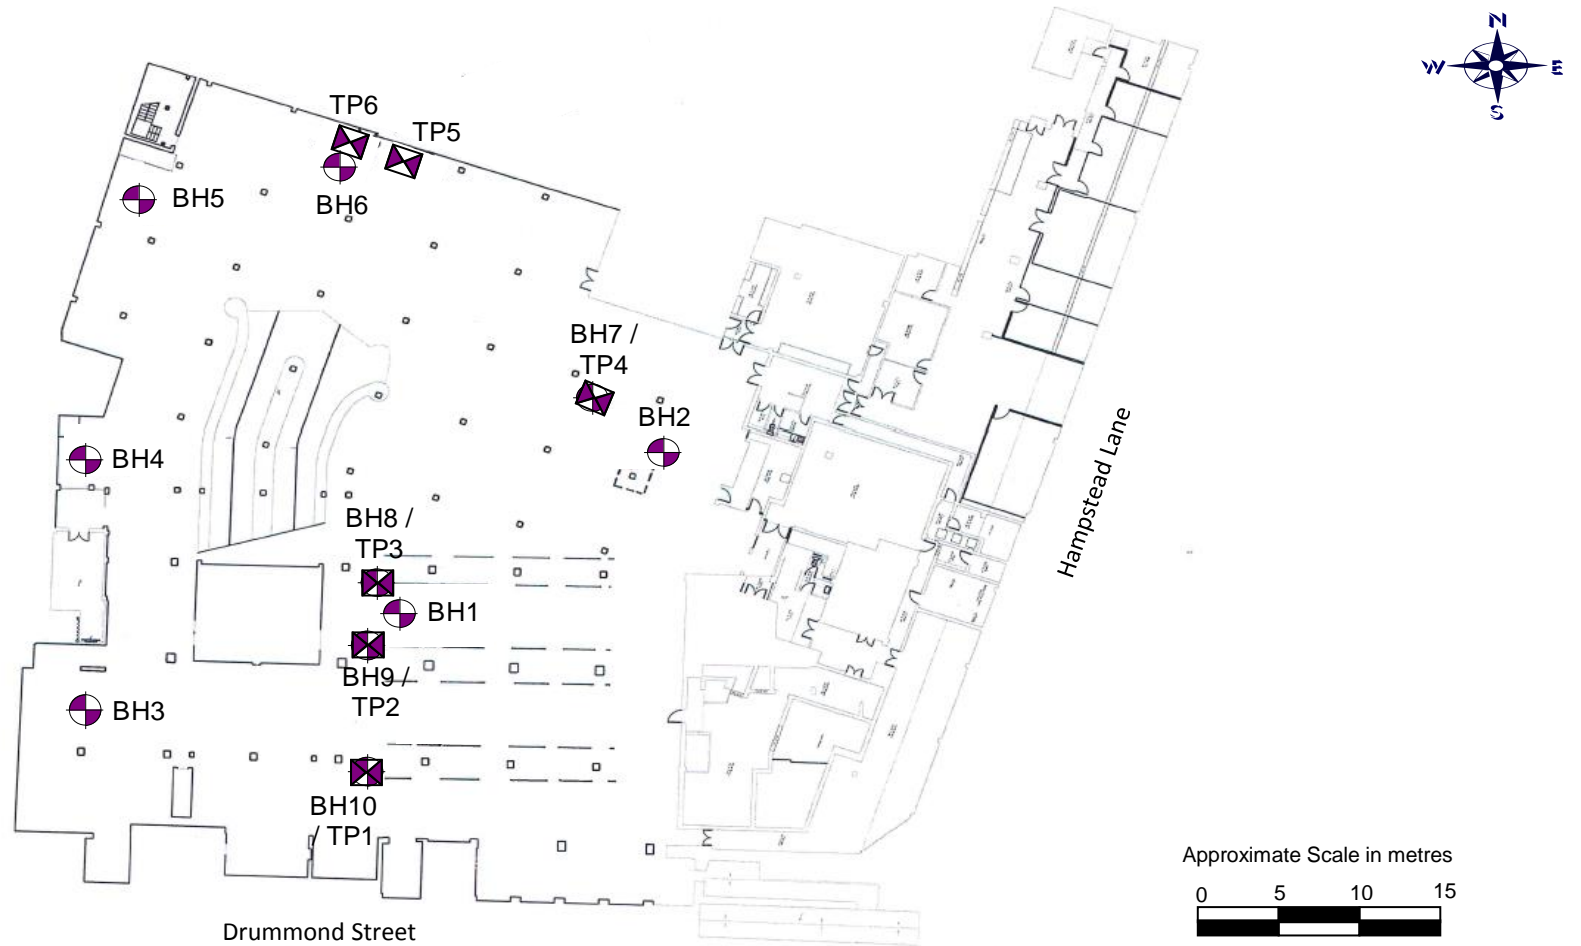 N
W E
S
TP6
TP5
BH5
BH6
BH7 /
TP4
BH2
BH4
Hampstead Lane
BH8 /
TP3
BH1
BH9 /
TP2
BH3
BH10
/ TP1
Approximate Scale in metres
0 5 10 15
Drummond Street